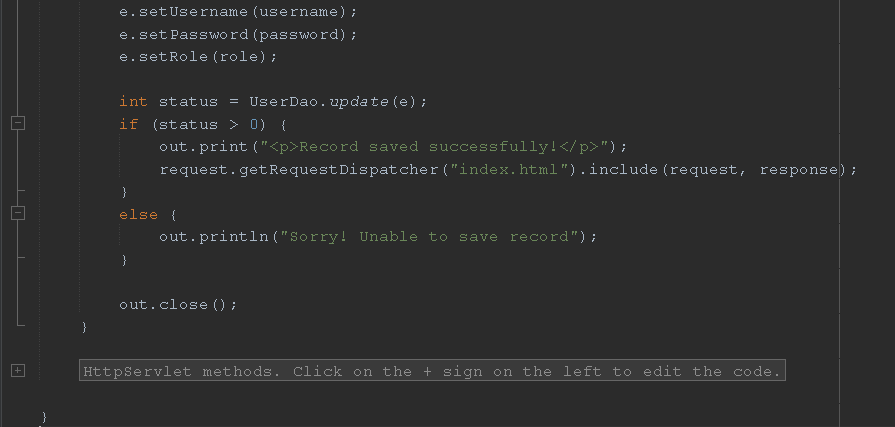 e.setUsername(username);
e.setPassword(password);
e.setRole(role);
int status = UserDao.update(e);
if (status > 0) {
out.print("<p>Record saved successfully!</p>");
request.getRequestDispatcher("index.html").include(request, response);
}
else {
out.println("Sorry! Unable to save record");
}
out.close();
}
HttpServlet methods. Click on the + sign on the left to edit the code.
}